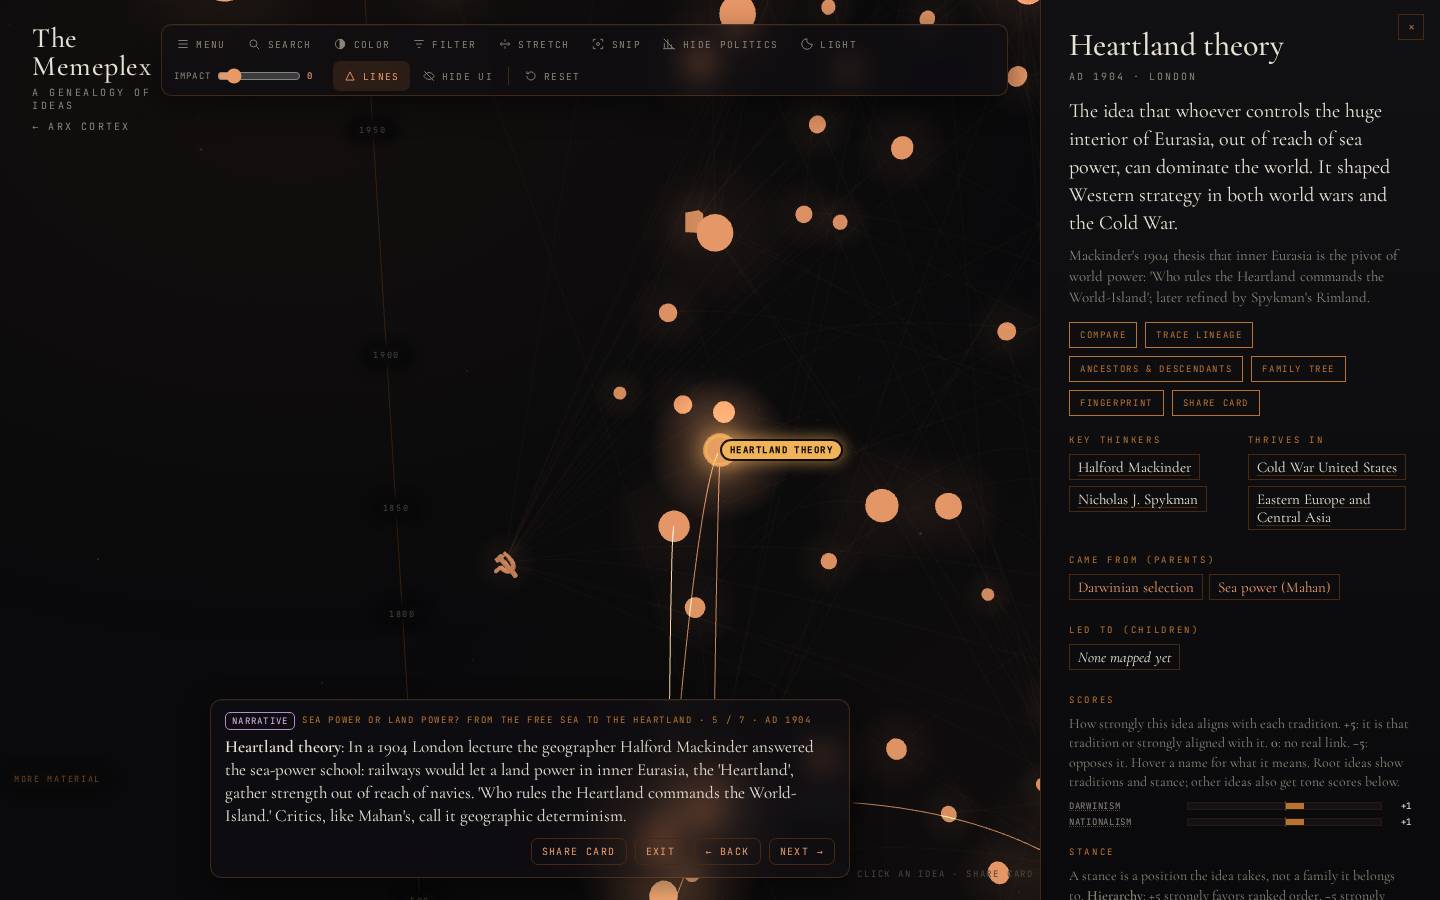 The
Memeplex
A GENEALOGY OF
IDEAS
← ARX CORTEX
MENU
SEARCH
COLOR
FILTER
STRETCH
SNIP
HIDE POLITICS
LIGHT
IMPACT
0
LINES
HIDE UI
RESET
1950
1900
1850
1800
HEARTLAND THEORY
MORE MATERIAL
NARRATIVE
SEA POWER OR LAND POWER? FROM THE FREE SEA TO THE HEARTLAND · 5 / 7 · AD 1904
Heartland theory: In a 1904 London lecture the geographer Halford Mackinder answered
the sea-power school: railways would let a land power in inner Eurasia, the 'Heartland',
gather strength out of reach of navies. 'Who rules the Heartland commands the World-
Island.' Critics, like Mahan's, call it geographic determinism.
SHARE CARD
EXIT
← BACK
NEXT →
CLICK AN IDEA · SHARE CARD
×
Heartland theory
AD 1904 · LONDON
The idea that whoever controls the huge
interior of Eurasia, out of reach of sea
power, can dominate the world. It shaped
Western strategy in both world wars and
the Cold War.
Mackinder's 1904 thesis that inner Eurasia is the pivot of
world power: 'Who rules the Heartland commands the
World-Island'; later refined by Spykman's Rimland.
COMPARE
TRACE LINEAGE
ANCESTORS & DESCENDANTS
FAMILY TREE
FINGERPRINT
SHARE CARD
KEY THINKERS
Halford Mackinder
Nicholas J. Spykman
THRIVES IN
Cold War United States
Eastern Europe and
Central Asia
CAME FROM (PARENTS)
Darwinian selection
Sea power (Mahan)
LED TO (CHILDREN)
None mapped yet
SCORES
How strongly this idea aligns with each tradition. +5: it is that
tradition or strongly aligned with it. 0: no real link. −5:
opposes it. Hover a name for what it means. Root ideas show
traditions and stance; other ideas also get tone scores below.
DARWINISM +1
NATIONALISM +1
STANCE
A stance is a position the idea takes, not a family it belongs
to. Hierarchy: +5 strongly favors ranked order, −5 strongly